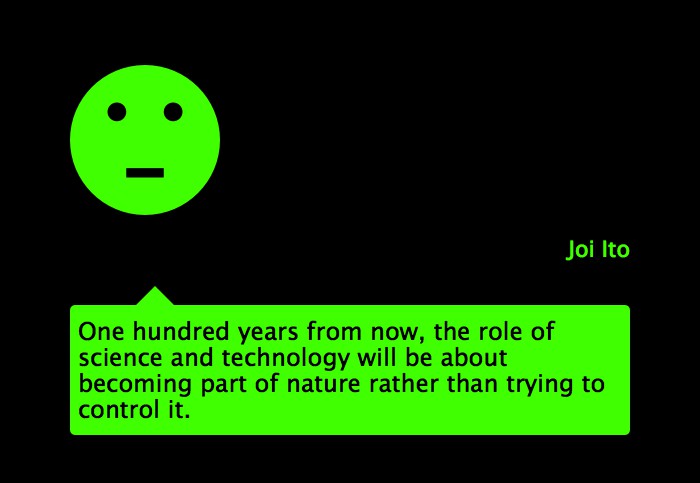 Joi Ito
One hundred years from now, the role of
science and technology will be about
becoming part of nature rather than trying to
control it.